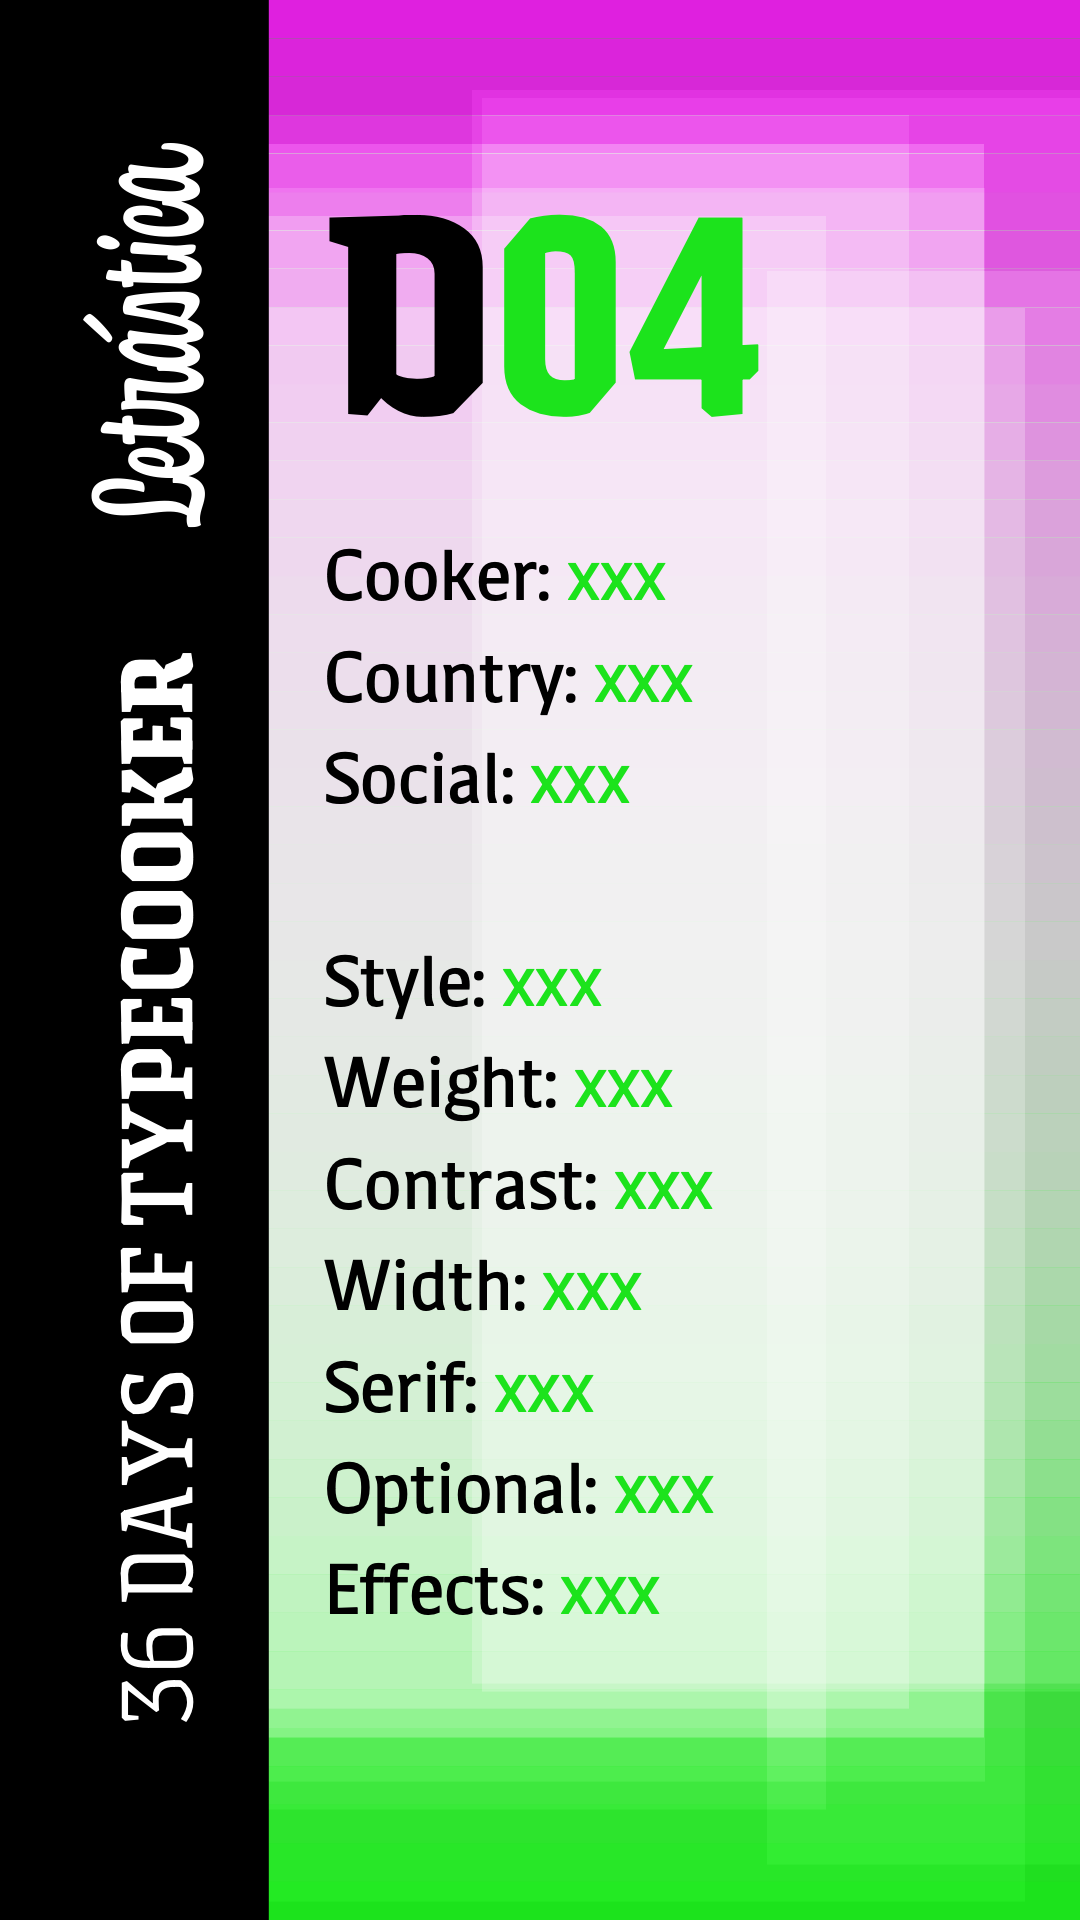 36 DAYS OF TYPECOOKER
Letrástica
D04
Cooker: xxx
Country: xxx
Social: xxx
Style: xxx
Weight: xxx
Contrast: xxx
Width: xxx
Serif: xxx
Optional: xxx
Effects: xxx